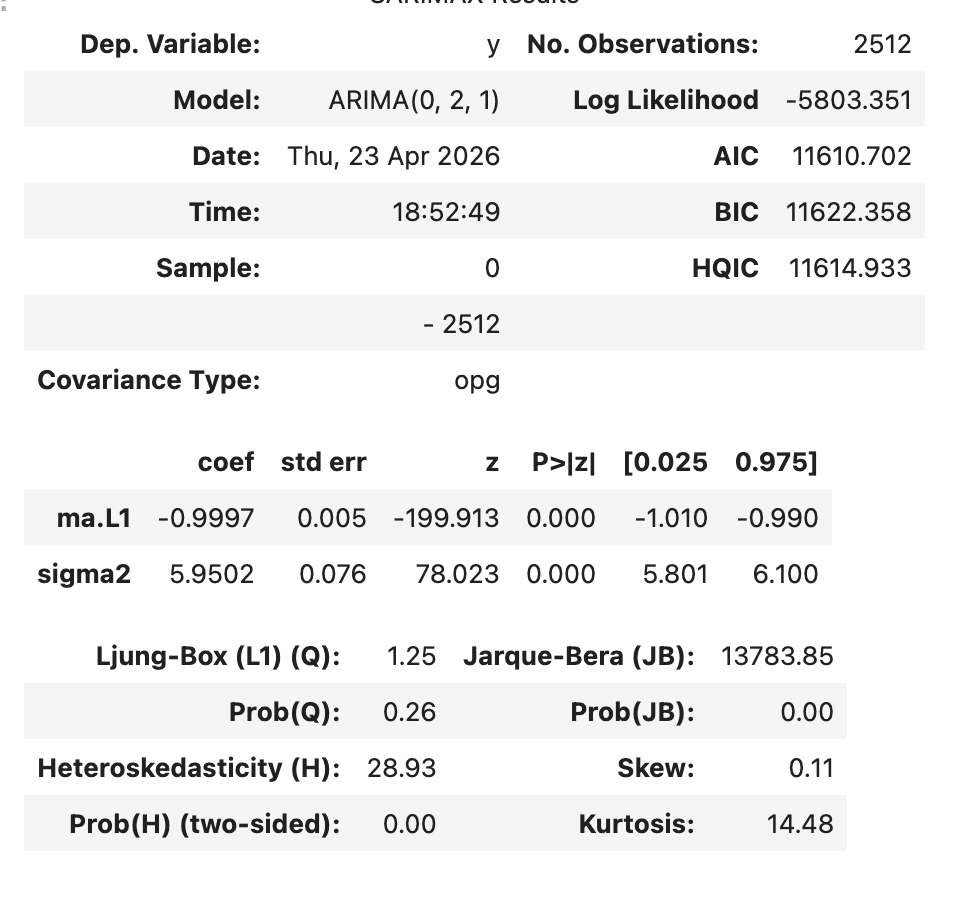 SARIMAX Results
Dep. Variable: y No. Observations: 2512
Model: ARIMA(0, 2, 1) Log Likelihood -5803.351
Date: Thu, 23 Apr 2026 AIC 11610.702
Time: 18:52:49 BIC 11622.358
Sample: 0 HQIC 11614.933
- 2512
Covariance Type: opg
coef std err z P>|z| [0.025 0.975]
ma.L1 -0.9997 0.005 -199.913 0.000 -1.010 -0.990
sigma2 5.9502 0.076 78.023 0.000 5.801 6.100
Ljung-Box (L1) (Q): 1.25 Jarque-Bera (JB): 13783.85
Prob(Q): 0.26 Prob(JB): 0.00
Heteroskedasticity (H): 28.93 Skew: 0.11
Prob(H) (two-sided): 0.00 Kurtosis: 14.48